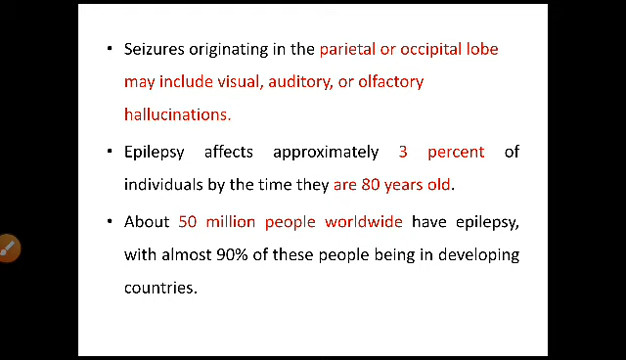 • Seizures originating in the parietal or occipital lobe
may include visual, auditory, or olfactory
hallucinations.
• Epilepsy affects approximately 3 percent of
individuals by the time they are 80 years old.
• About 50 million people worldwide have epilepsy,
with almost 90% of these people being in developing
countries.